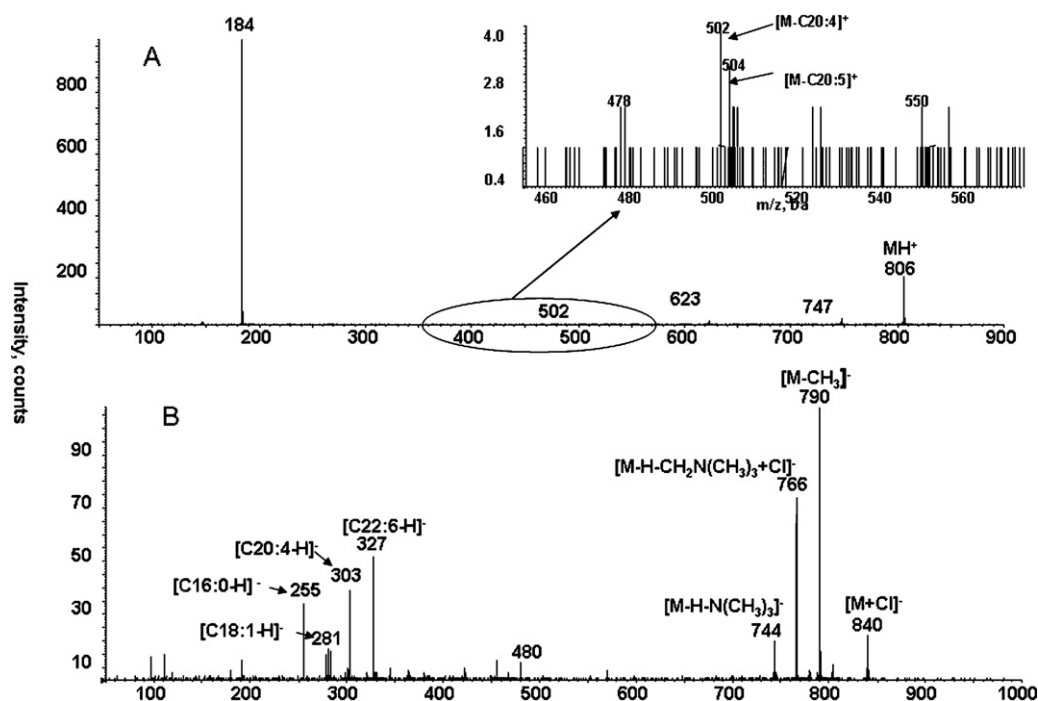 Intensity, counts
A
184
800
600
400
200
100 200 300 400 500 600 700 800 900
502
623
747
MH⁺
806
4.0
2.8
1.6
0.4
502
[M-C20:4]⁺
504
[M-C20:5]⁺
478
550
460 480 500 520 540 560
m/z, Da
B
90
70
50
30
10
[C16:0-H]⁻
255
[C18:1-H]⁻
281
[C20:4-H]⁻
303
[C22:6-H]⁻
327
480
[M-H-N(CH₃)₃]⁻
744
[M-H-CH₂N(CH₃)₃+Cl]⁻
766
[M-CH₃]⁻
790
[M+Cl]⁻
840
100 200 300 400 500 600 700 800 900 1000